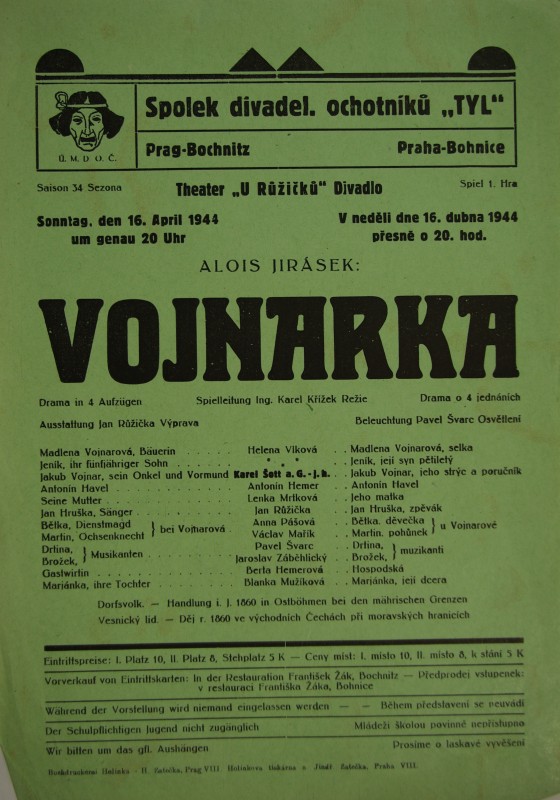 Spolek divadel. ochotníků „TYL"
Ú. M. D. O. Č.
Prag-Bochnitz Praha-Bohnice
Saison 34 Sezona Theater „U Růžičků" Divadlo Spiel 1. Hra
Sonntag, den 16. April 1944 V neděli dne 16. dubna 1944
um genau 20 Uhr přesně o 20. hod.
ALOIS JIRÁSEK:
VOJNARKA
Drama in 4 Aufzügen Spielleitung Ing. Karel Křížek Režie Drama o 4 jednáních
Ausstattung Jan Růžička Výprava Beleuchtung Pavel Švarc Osvětlení
Madlena Vojnarová, Bäuerin . . . . . . Helena Vlková . . Madlena Vojnarová, selka
Jeník, ihr fünfjähriger Sohn . . . . . . * * * . . Jeník, její syn pětiletý
Jakub Vojnar, sein Onkel und Vormund Karel Šott a. G. - j. h. . . Jakub Vojnar, jeho strýc a poručník
Antonín Havel . . . . . . Antonín Hemer . . Antonín Havel
Seine Mutter . . . . . . Lenka Mrtková . . Jeho matka
Jan Hruška, Sänger . . . . . . Jan Růžička . . Jan Hruška, zpěvák
Bětka, Dienstmagd } bei Vojnarová . Anna Pášová . . Bětka, děvečka } u Vojnarové
Martin, Ochsenknecht Václav Mařík . . Martin, pohůnek
Drtina, } Musikanten . . . . . . Pavel Švarc . . Drtina, } muzikanti
Brožek, Jaroslav Záběhlický . . Brožek,
Gastwirtin . . . . . . Berta Hemerová . . Hospodská
Marjánka, ihre Tochter . . . . . . Blanka Mužíková . . Marjánka, její dcera
Dorfsvolk. — Handlung i. J. 1860 in Ostböhmen bei den mährischen Grenzen
Vesnický lid. — Děj r. 1860 ve východních Čechách při moravských hranicích
Eintrittspreise: I. Platz 10, II. Platz 8, Stehplatz 5 K — Ceny míst: I. místo 10, II. místo 8, k stání 5 K
Vorverkauf von Eintrittskarten: In der Restauration František Žák, Bochnitz — Předprodej vstupenek:
v restauraci Františka Žáka, Bohnice
Während der Vorstellung wird niemand eingelassen werden — — Během představení se neuvádí
Der Schulpflichtigen Jugend nicht zugänglich Mládeži školou povinné nepřístupno
Wir bitten um das gfl. Aushängen Prosíme o laskavé vyvěšení